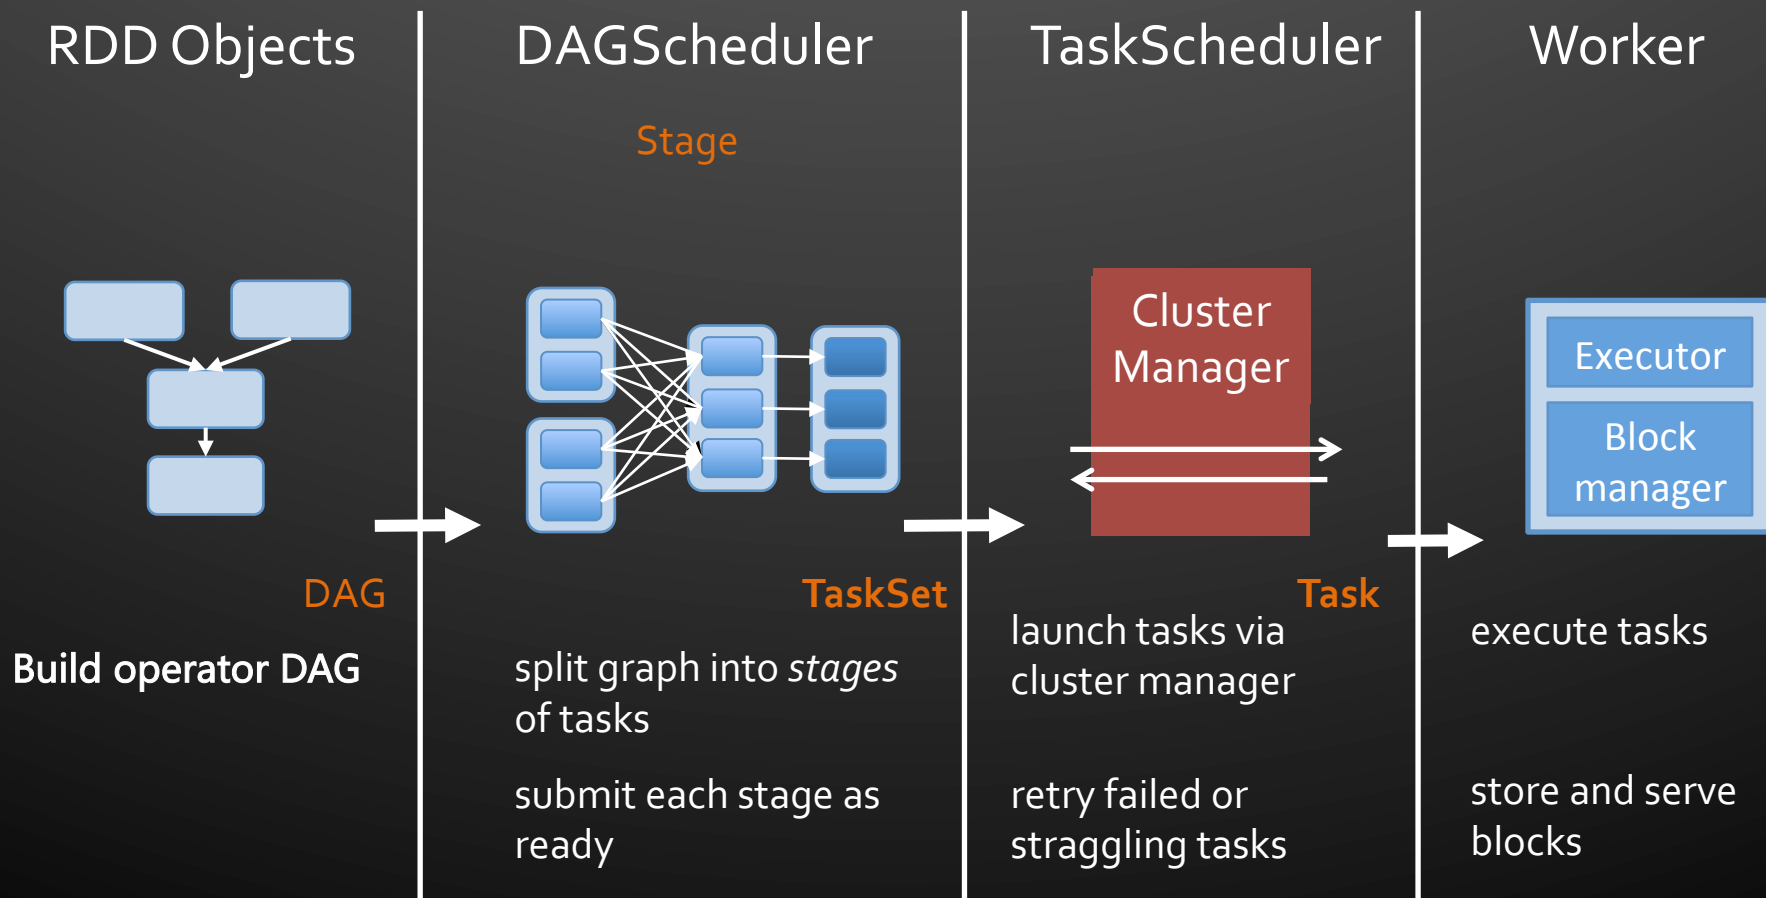 RDD Objects
DAGScheduler
TaskScheduler
Worker
Stage
Cluster
Manager
Executor
Block
manager
DAG
TaskSet
Task
Build operator DAG
split graph into stages
of tasks
submit each stage as
ready
launch tasks via
cluster manager
retry failed or
straggling tasks
execute tasks
store and serve
blocks